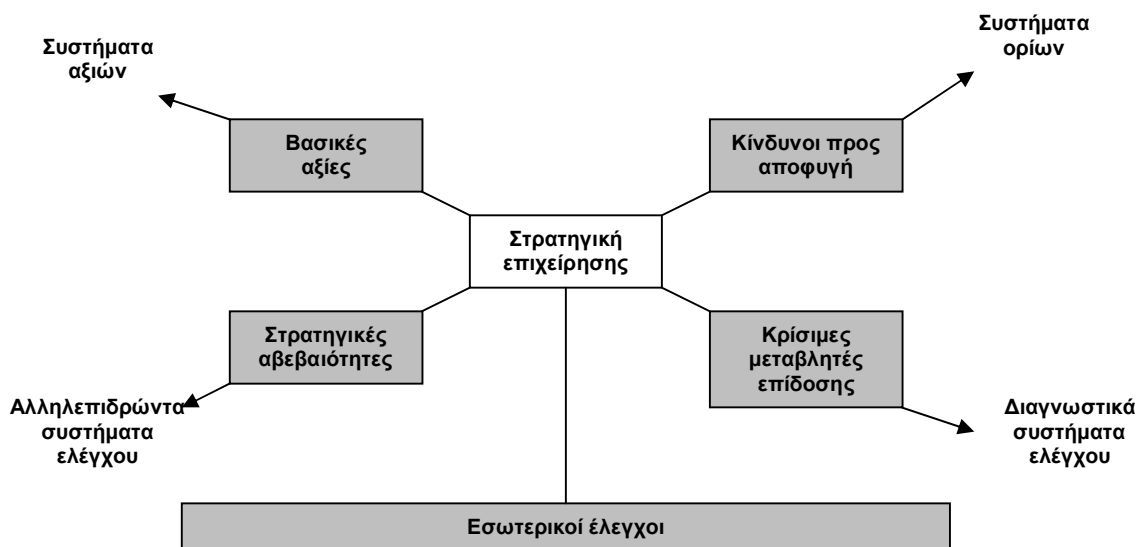 Συστήματα
αξιών
Συστήματα
ορίων
Βασικές
αξίες
Κίνδυνοι προς
αποφυγή
Στρατηγική
επιχείρησης
Στρατηγικές
αβεβαιότητες
Κρίσιμες
μεταβλητές
επίδοσης
Αλληλεπιδρώντα
συστήματα
ελέγχου
Διαγνωστικά
συστήματα
ελέγχου
Εσωτερικοί έλεγχοι